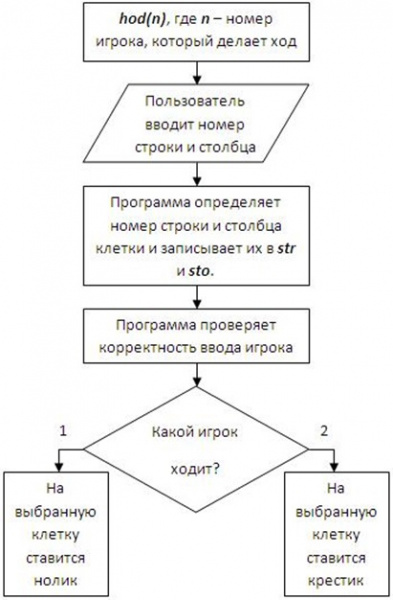 hod(n), где n – номер
игрока, который делает ход
Пользователь
вводит номер
строки и столбца
Программа определяет
номер строки и столбца
клетки и записывает их в str
и sto.
Программа проверяет
корректность ввода игрока
1
Какой игрок
2
ходит?
На
выбранную
клетку
ставится
нолик
На
выбранную
клетку
ставится
крестик